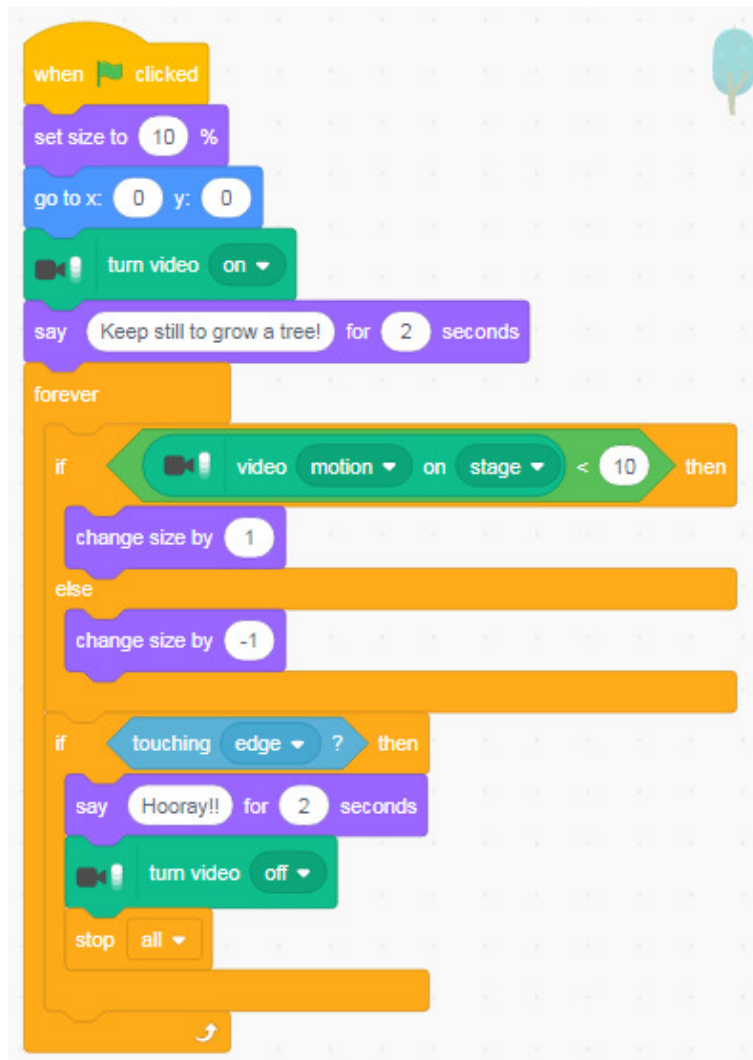 when clicked
set size to 10 %
go to x: 0 y: 0
turn video on
say Keep still to grow a tree! for 2 seconds
forever
if video motion on stage < 10 then
change size by 1
else
change size by -1
if touching edge ? then
say Hooray!! for 2 seconds
turn video off
stop all